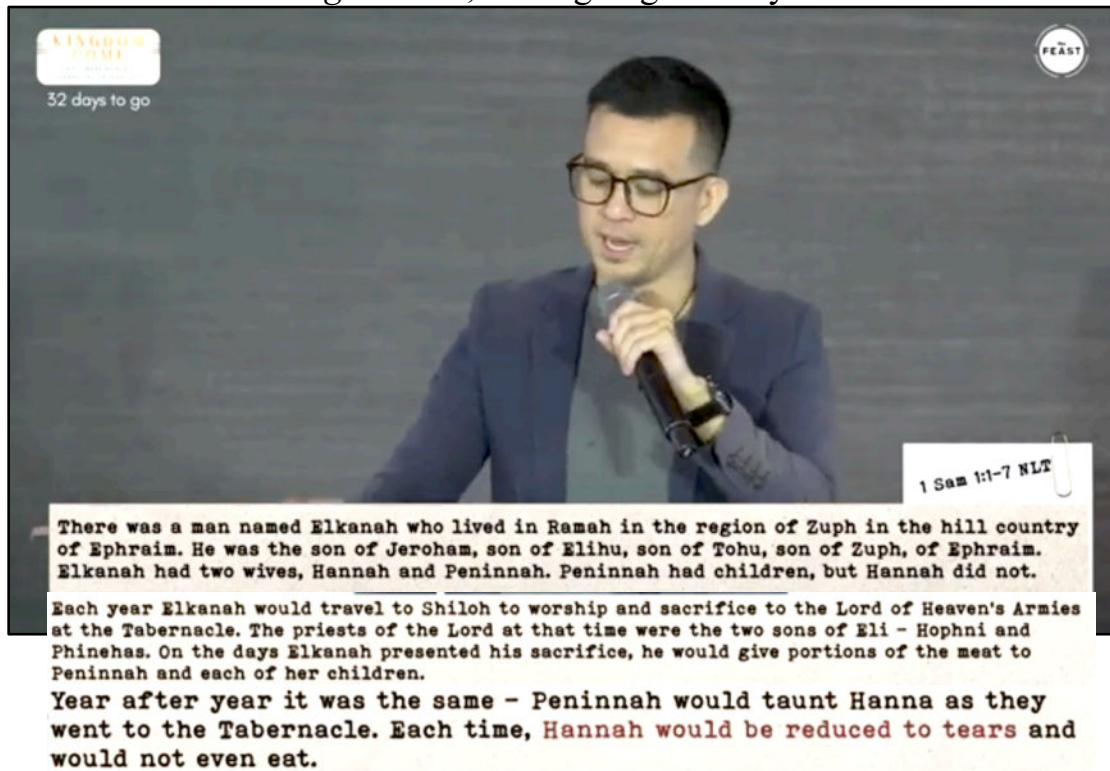 KINGDOM
COME
32 days to go
the
FEAST
1 Sam 1:1-7 NLT
There was a man named Elkanah who lived in Ramah in the region of Zuph in the hill country
of Ephraim. He was the son of Jeroham, son of Elihu, son of Tohu, son of Zuph, of Ephraim.
Elkanah had two wives, Hannah and Peninnah. Peninnah had children, but Hannah did not.
Each year Elkanah would travel to Shiloh to worship and sacrifice to the Lord of Heaven's Armies
at the Tabernacle. The priests of the Lord at that time were the two sons of Eli – Hophni and
Phinehas. On the days Elkanah presented his sacrifice, he would give portions of the meat to
Peninnah and each of her children.
Year after year it was the same – Peninnah would taunt Hanna as they
went to the Tabernacle. Each time, Hannah would be reduced to tears and
would not even eat.